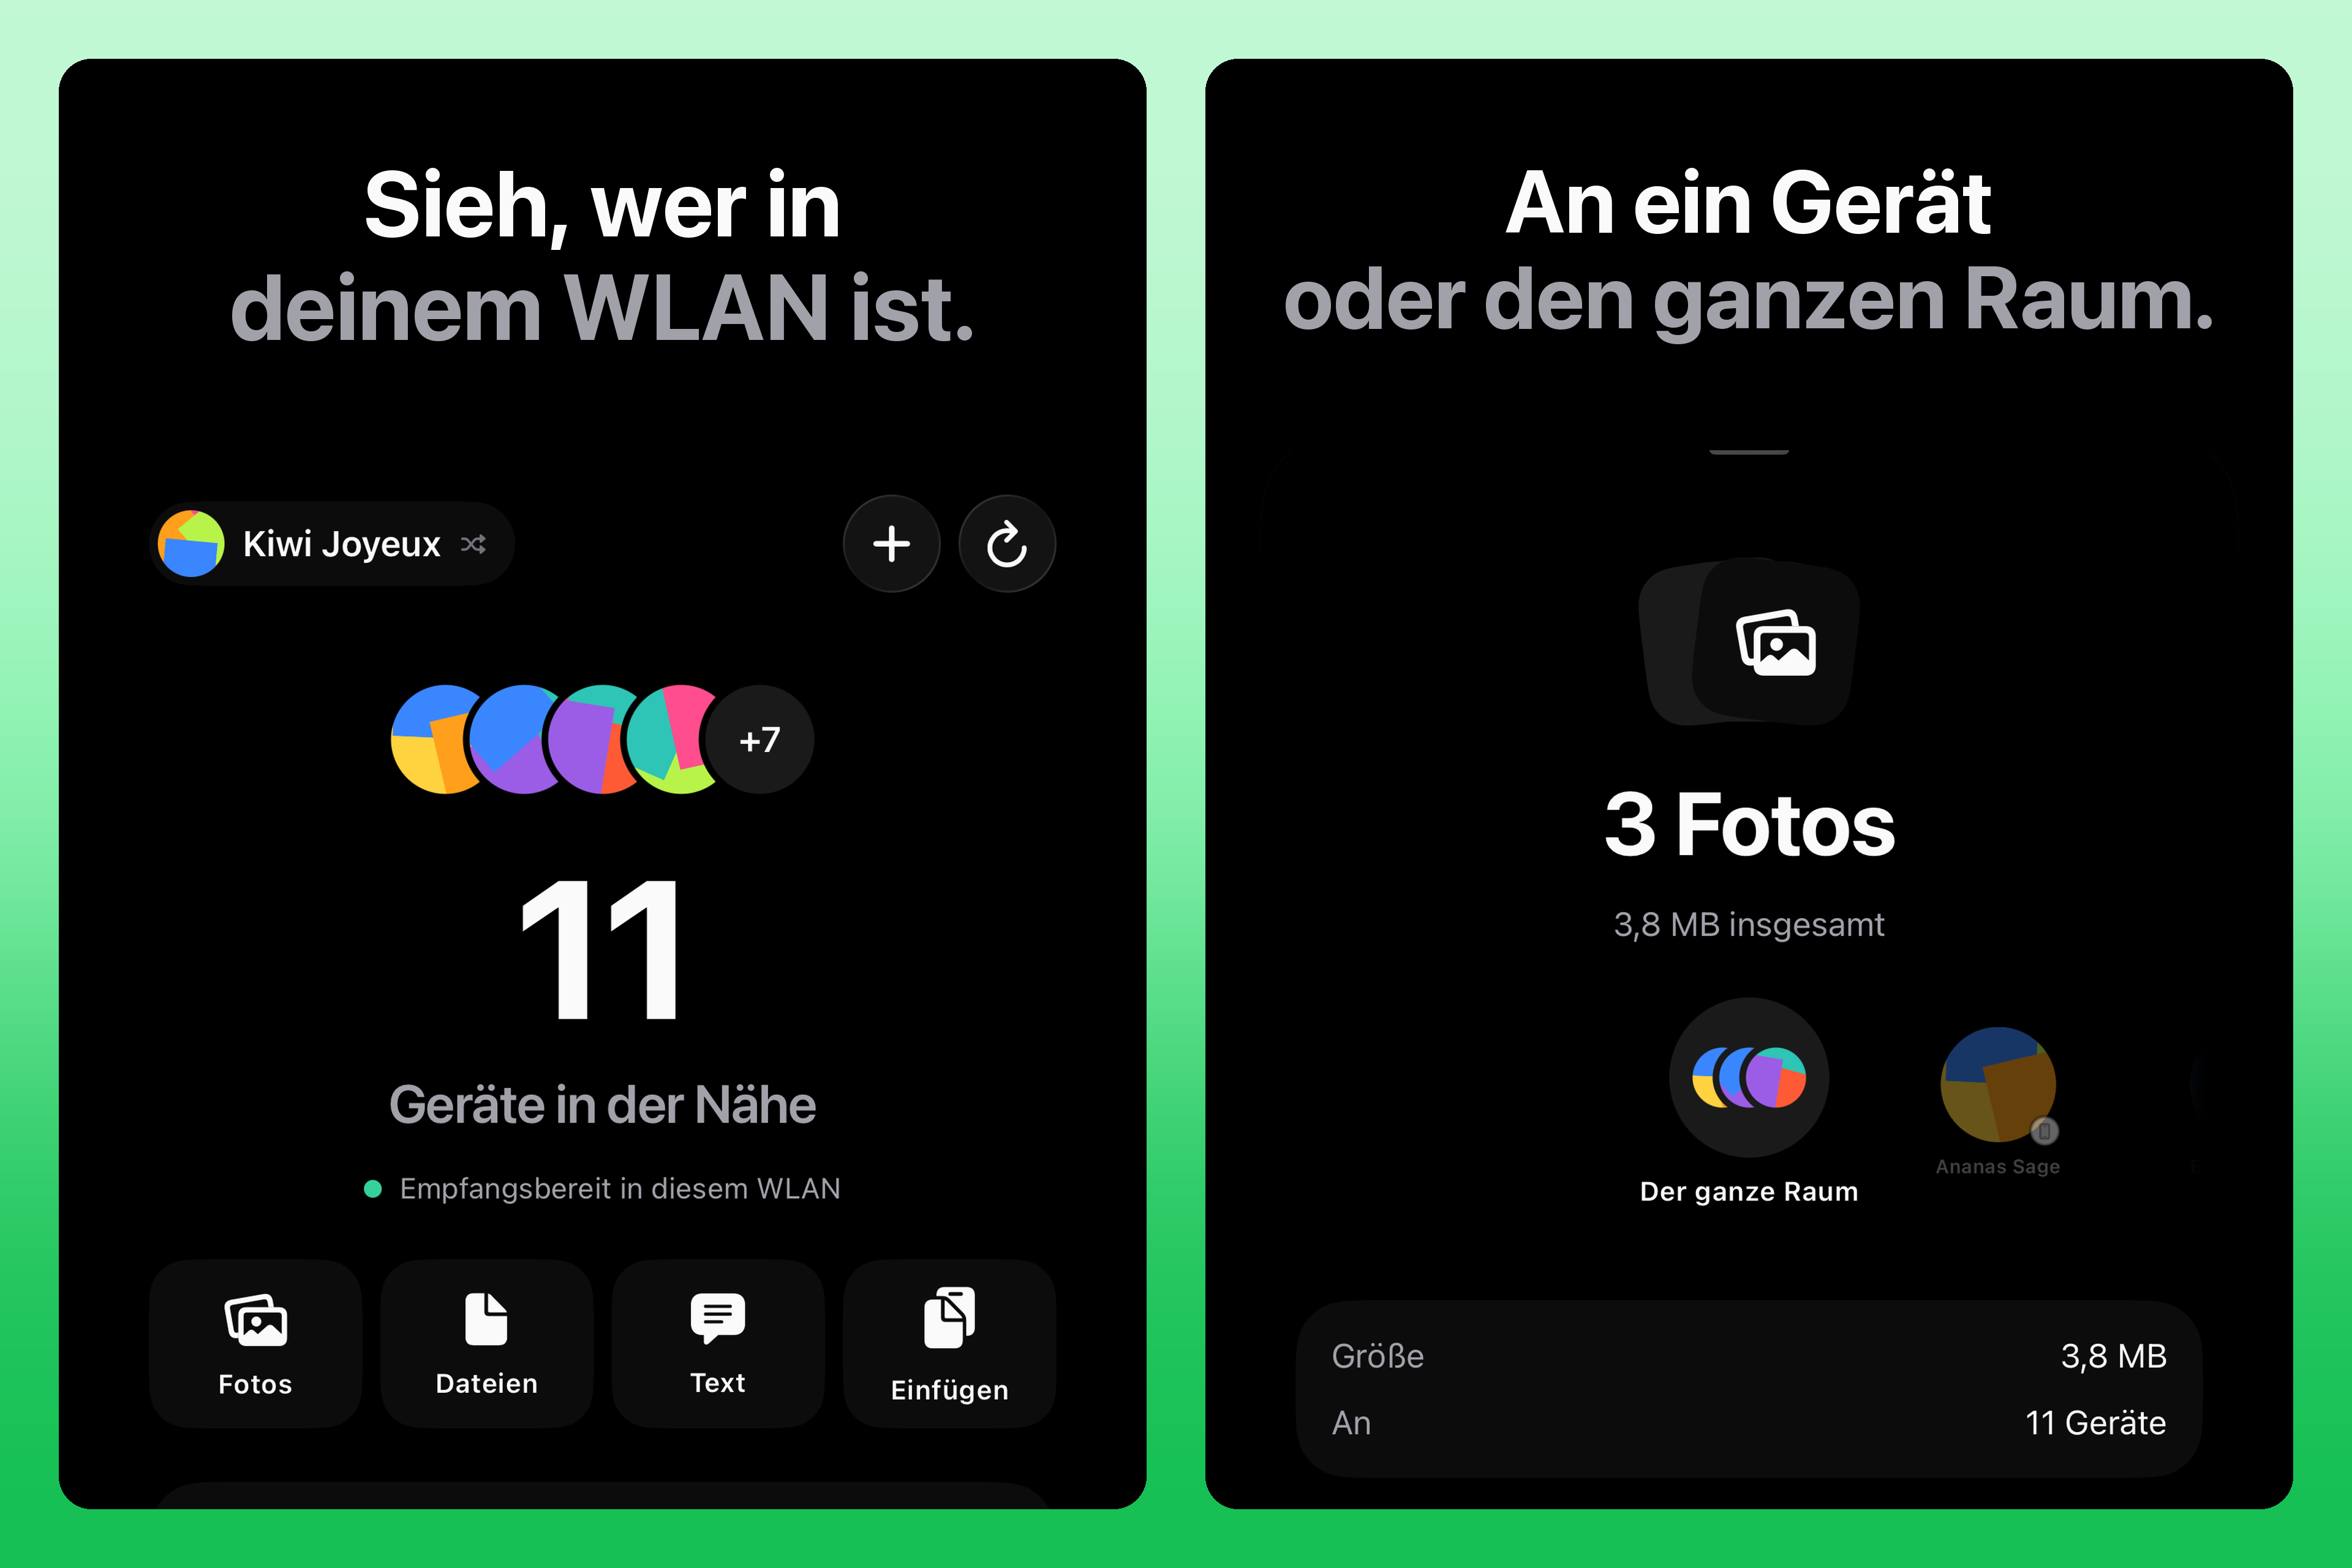 Sieh, wer in
deinem WLAN ist.
Kiwi Joyeux
+7
11
Geräte in der Nähe
Empfangsbereit in diesem WLAN
Fotos
Dateien
Text
Einfügen
An ein Gerät
oder den ganzen Raum.
3 Fotos
3,8 MB insgesamt
Der ganze Raum
Ananas Sage
Größe
3,8 MB
An
11 Geräte